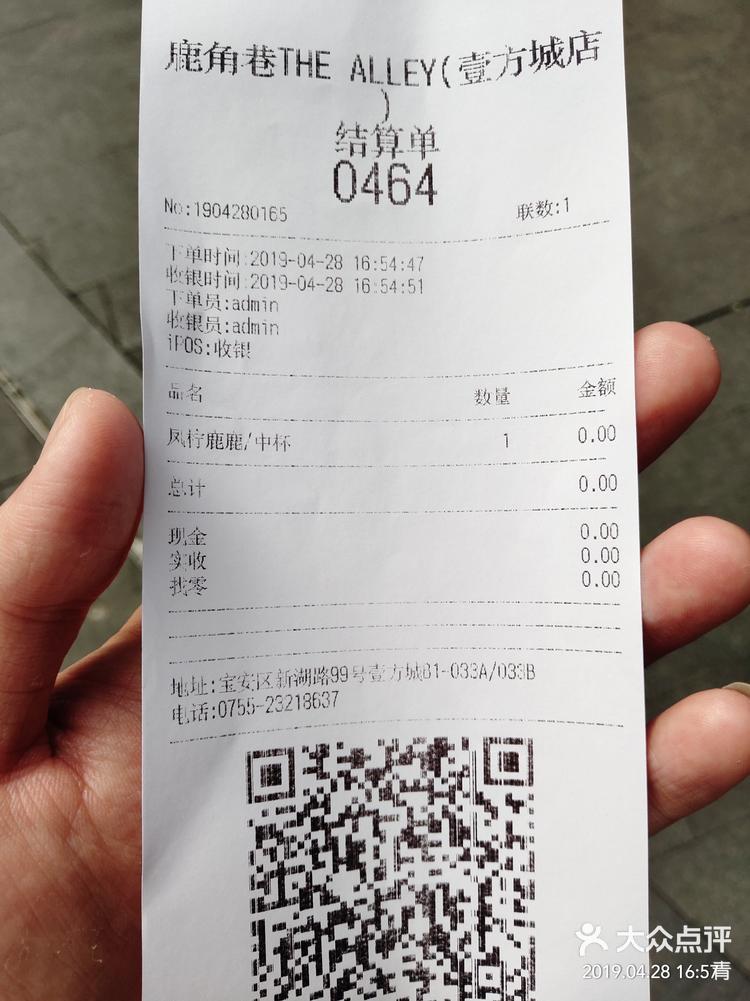 鹿角巷THE ALLEY(壹方城店
)
结算单
0464
No:1904280165 联数:1
下单时间:2019-04-28 16:54:47
收银时间:2019-04-28 16:54:51
下单员:admin
收银员:admin
iPOS:收银
品名 数量 金额
凤柠鹿鹿/中杯 1 0.00
总计 0.00
现金 0.00
实收 0.00
找零 0.00
地址:宝安区新湖路99号壹方城B1-033A/033B
电话:0755-23218637
大众点评
2019.04.28 16:5